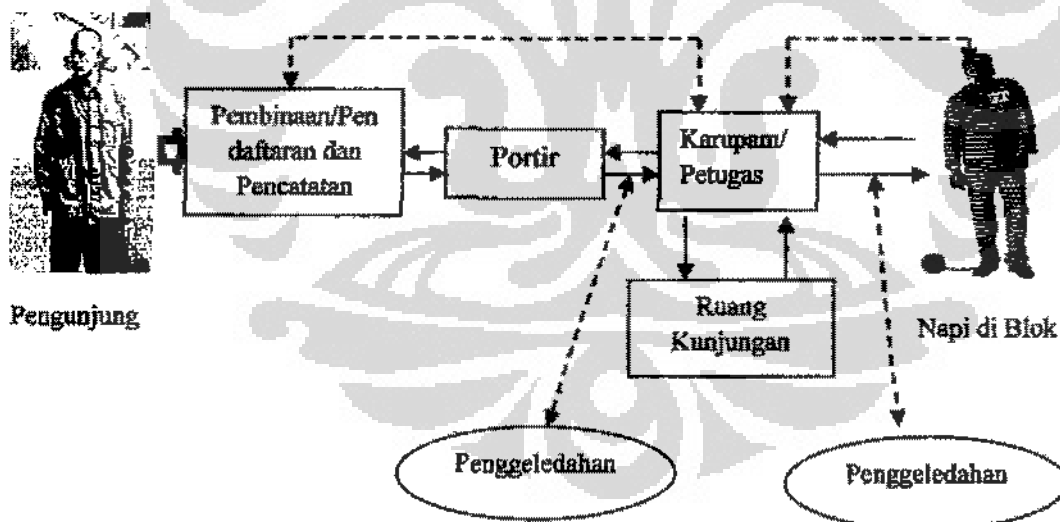 Pembinaan/Pen
daftaran dan
Pencatatan
Portir
Karupam/
Petugas
Pengunjung
Ruang
Kunjungan
Napi di Blok
Penggeledahan
Penggeledahan